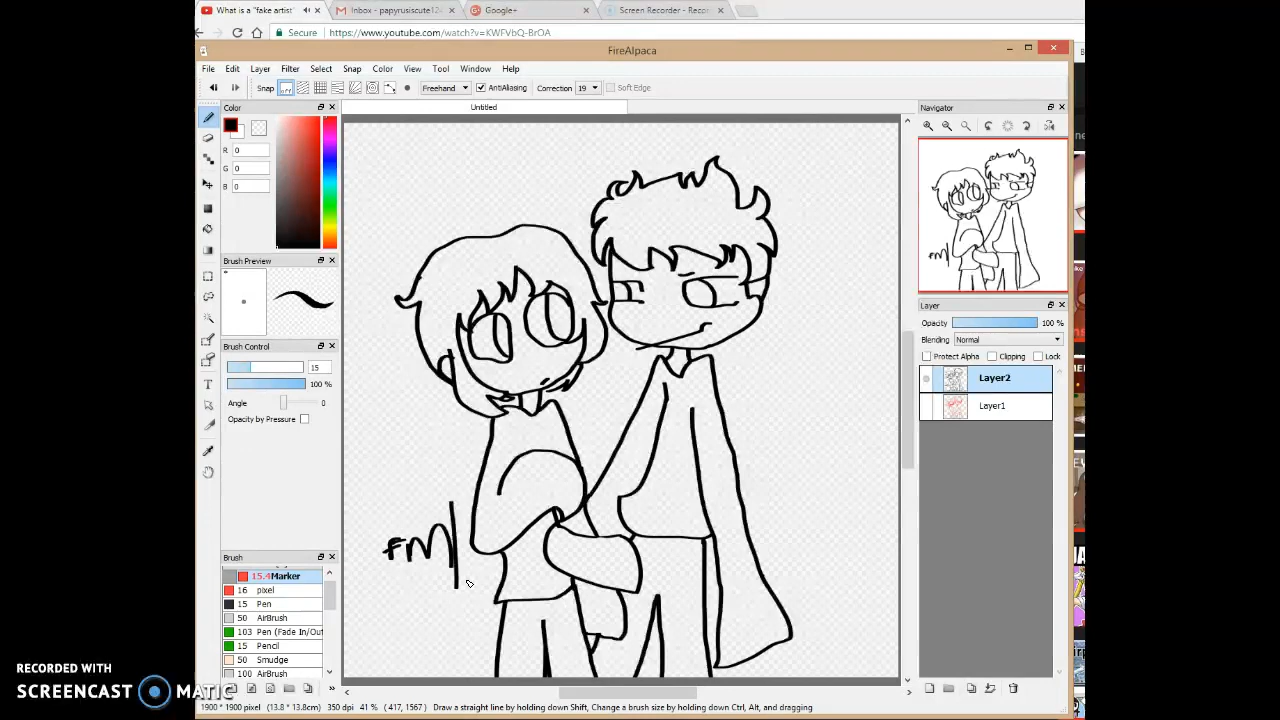 What is a "fake artist"
Inbox - papyrusiscute12
Google+
Screen Recorder - Recor
Secure
https://www.youtube.com/watch?v=KWFVbQ-BrOA
FireAlpaca
File Edit Layer Filter Select Snap Color View Tool Window Help
Snap off Freehand AntiAliasing Correction 19 Soft Edge
Color
Untitled
Navigator
R 0
G 0
B 0
Brush Preview
Layer
Opacity 100 %
Blending Normal
Protect Alpha Clipping Lock
Layer2
Layer1
Brush Control
15
100 %
Angle 0
Opacity by Pressure
fm
Brush
15.4 Marker
16 pixel
15 Pen
50 AirBrush
103 Pen (Fade In/Out
15 Pencil
50 Smudge
100 AirBrush
1900 * 1900 pixel (13.8 * 13.8cm) 350 dpi
( 417, 1567 ) Draw a straight line by holding down Shift, Change a brush size by holding down Ctrl, Alt, and dragging
RECORDED WITH
SCREENCAST MATIC